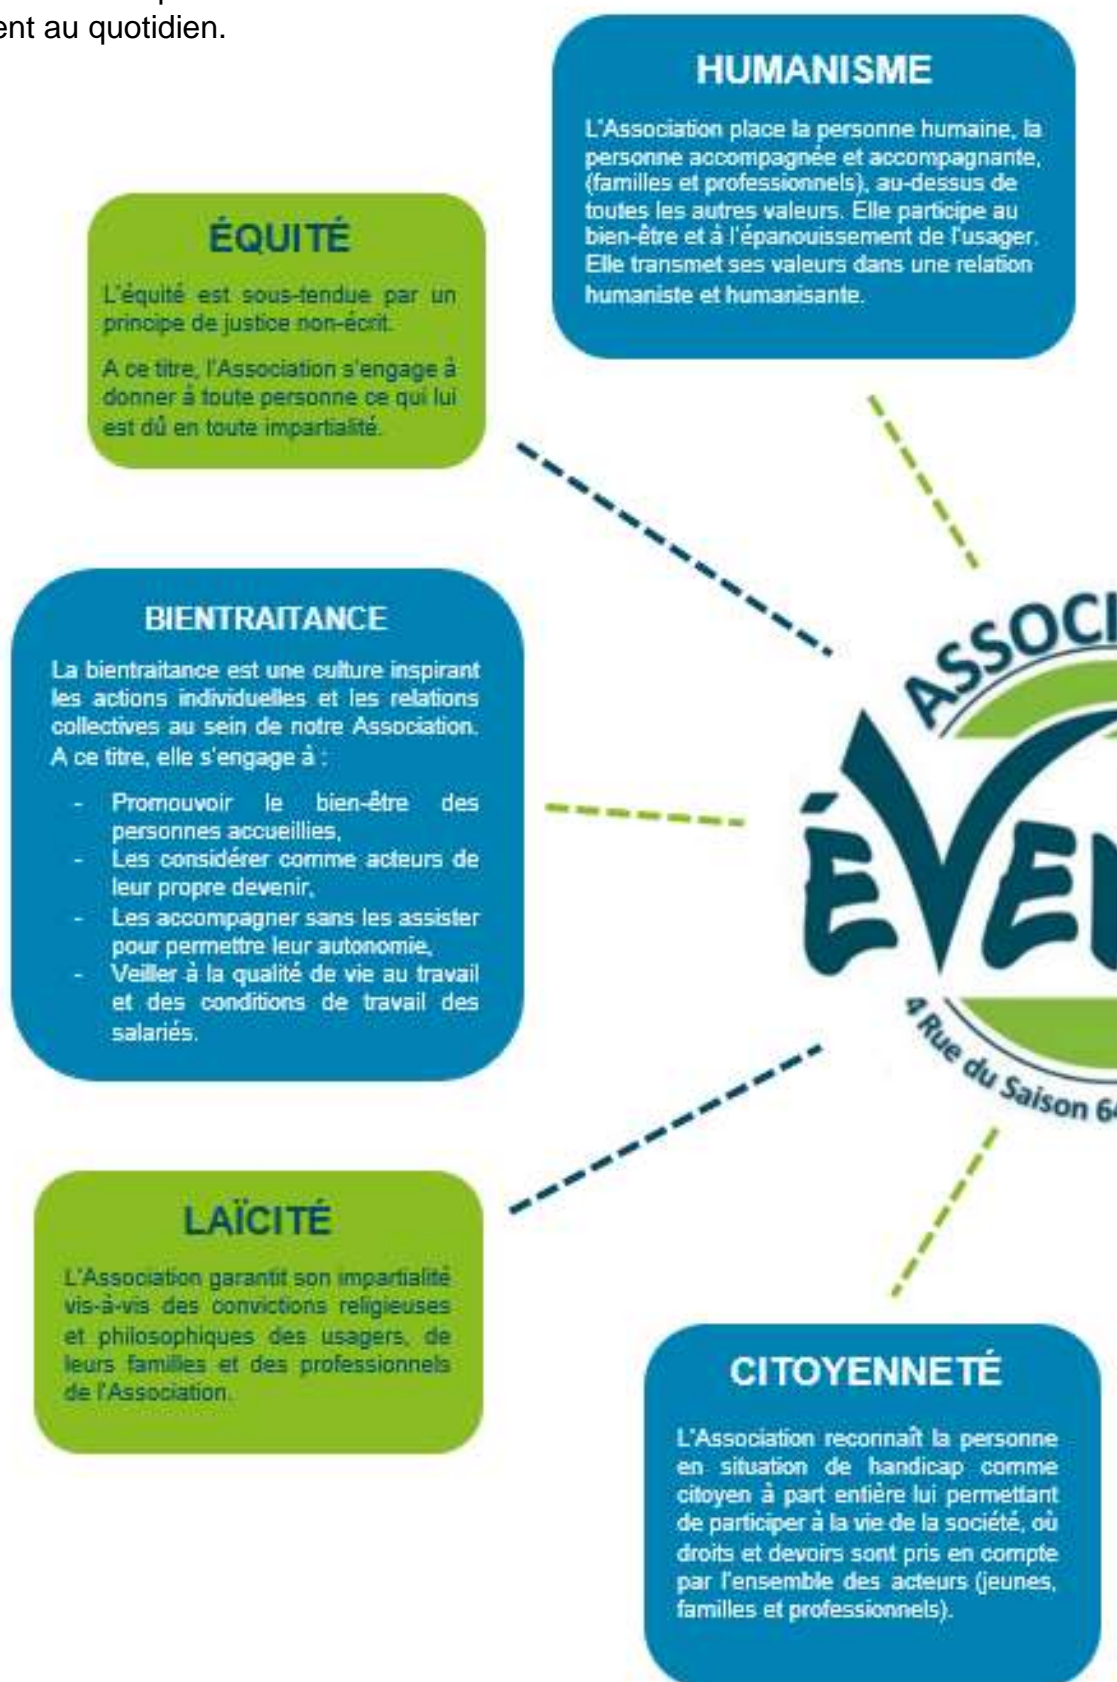 ent au quotidien.
HUMANISME
L'Association place la personne humaine, la
personne accompagnée et accompagnante,
(familles et professionnels), au-dessus de
toutes les autres valeurs. Elle participe au
bien-être et à l'épanouissement de l'usager.
Elle transmet ses valeurs dans une relation
humaniste et humanisante.
ÉQUITÉ
L'équité est sous-tendue par un
principe de justice non-écrit.
A ce titre, l'Association s'engage à
donner à toute personne ce qui lui
est dû en toute impartialité.
BIENTRAITANCE
La bientraitance est une culture inspirant
les actions individuelles et les relations
collectives au sein de notre Association.
A ce titre, elle s'engage à :
- Promouvoir le bien-être des
personnes accueillies,
- Les considérer comme acteurs de
leur propre devenir,
- Les accompagner sans les assister
pour permettre leur autonomie,
- Veiller à la qualité de vie au travail
et des conditions de travail des
salariés.
ASSOCI
ÉVE
4 Rue du Saison 64
LAÏCITÉ
L'Association garantit son impartialité
vis-à-vis des convictions religieuses
et philosophiques des usagers, de
leurs familles et des professionnels
de l'Association.
CITOYENNETÉ
L'Association reconnaît la personne
en situation de handicap comme
citoyen à part entière lui permettant
de participer à la vie de la société, où
droits et devoirs sont pris en compte
par l'ensemble des acteurs (jeunes,
familles et professionnels).